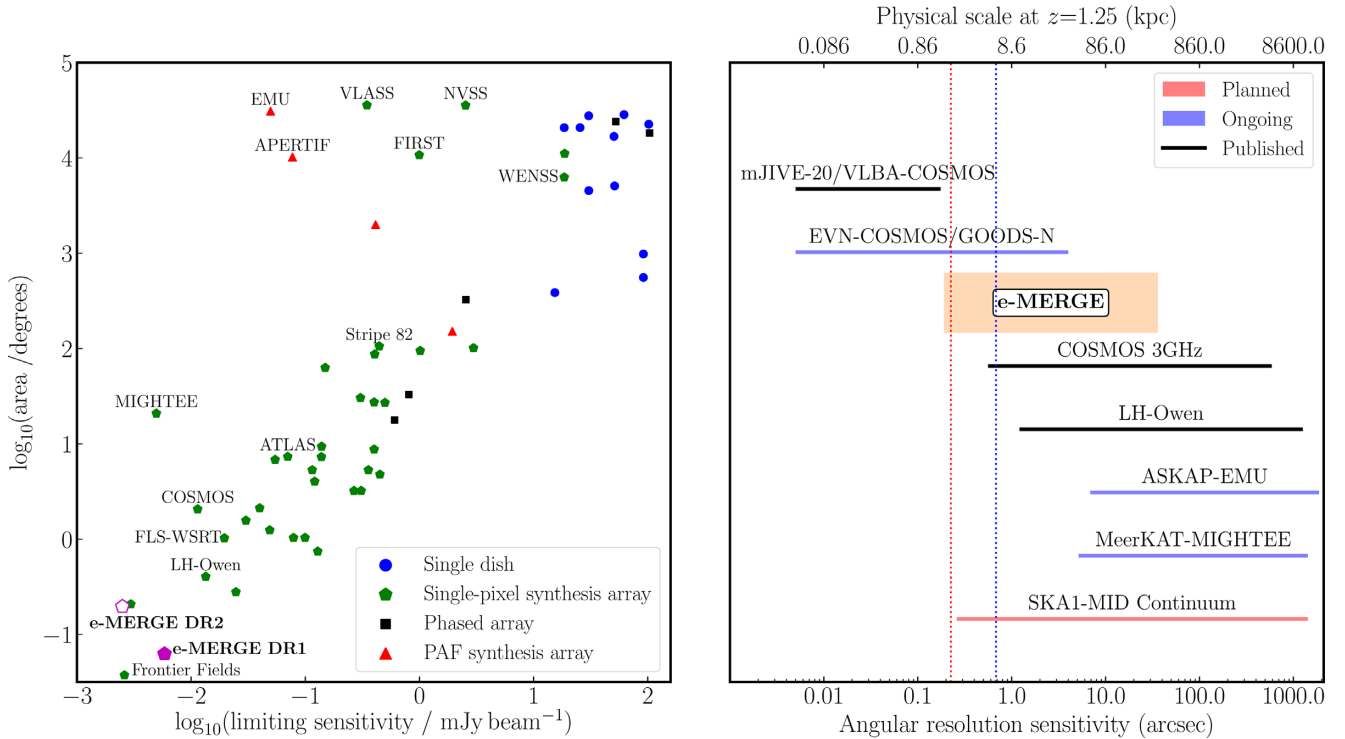 5
4
3
2
1
0
−1
−3
−2
−1
0
1
2
log10(area /degrees)
log10(limiting sensitivity / mJy beam−1)
EMU
VLASS
NVSS
APERTIF
FIRST
WENSS
Stripe 82
MIGHTEE
ATLAS
COSMOS
FLS-WSRT
LH-Owen
e-MERGE DR2
e-MERGE DR1
Frontier Fields
Single dish
Single-pixel synthesis array
Phased array
PAF synthesis array
Physical scale at z=1.25 (kpc)
0.086
0.86
8.6
86.0
860.0
8600.0
Planned
Ongoing
Published
mJIVE-20/VLBA-COSMOS
EVN-COSMOS/GOODS-N
e-MERGE
COSMOS 3GHz
LH-Owen
ASKAP-EMU
MeerKAT-MIGHTEE
SKA1-MID Continuum
0.01
0.1
1.0
10.0
100.0
1000.0
Angular resolution sensitivity (arcsec)